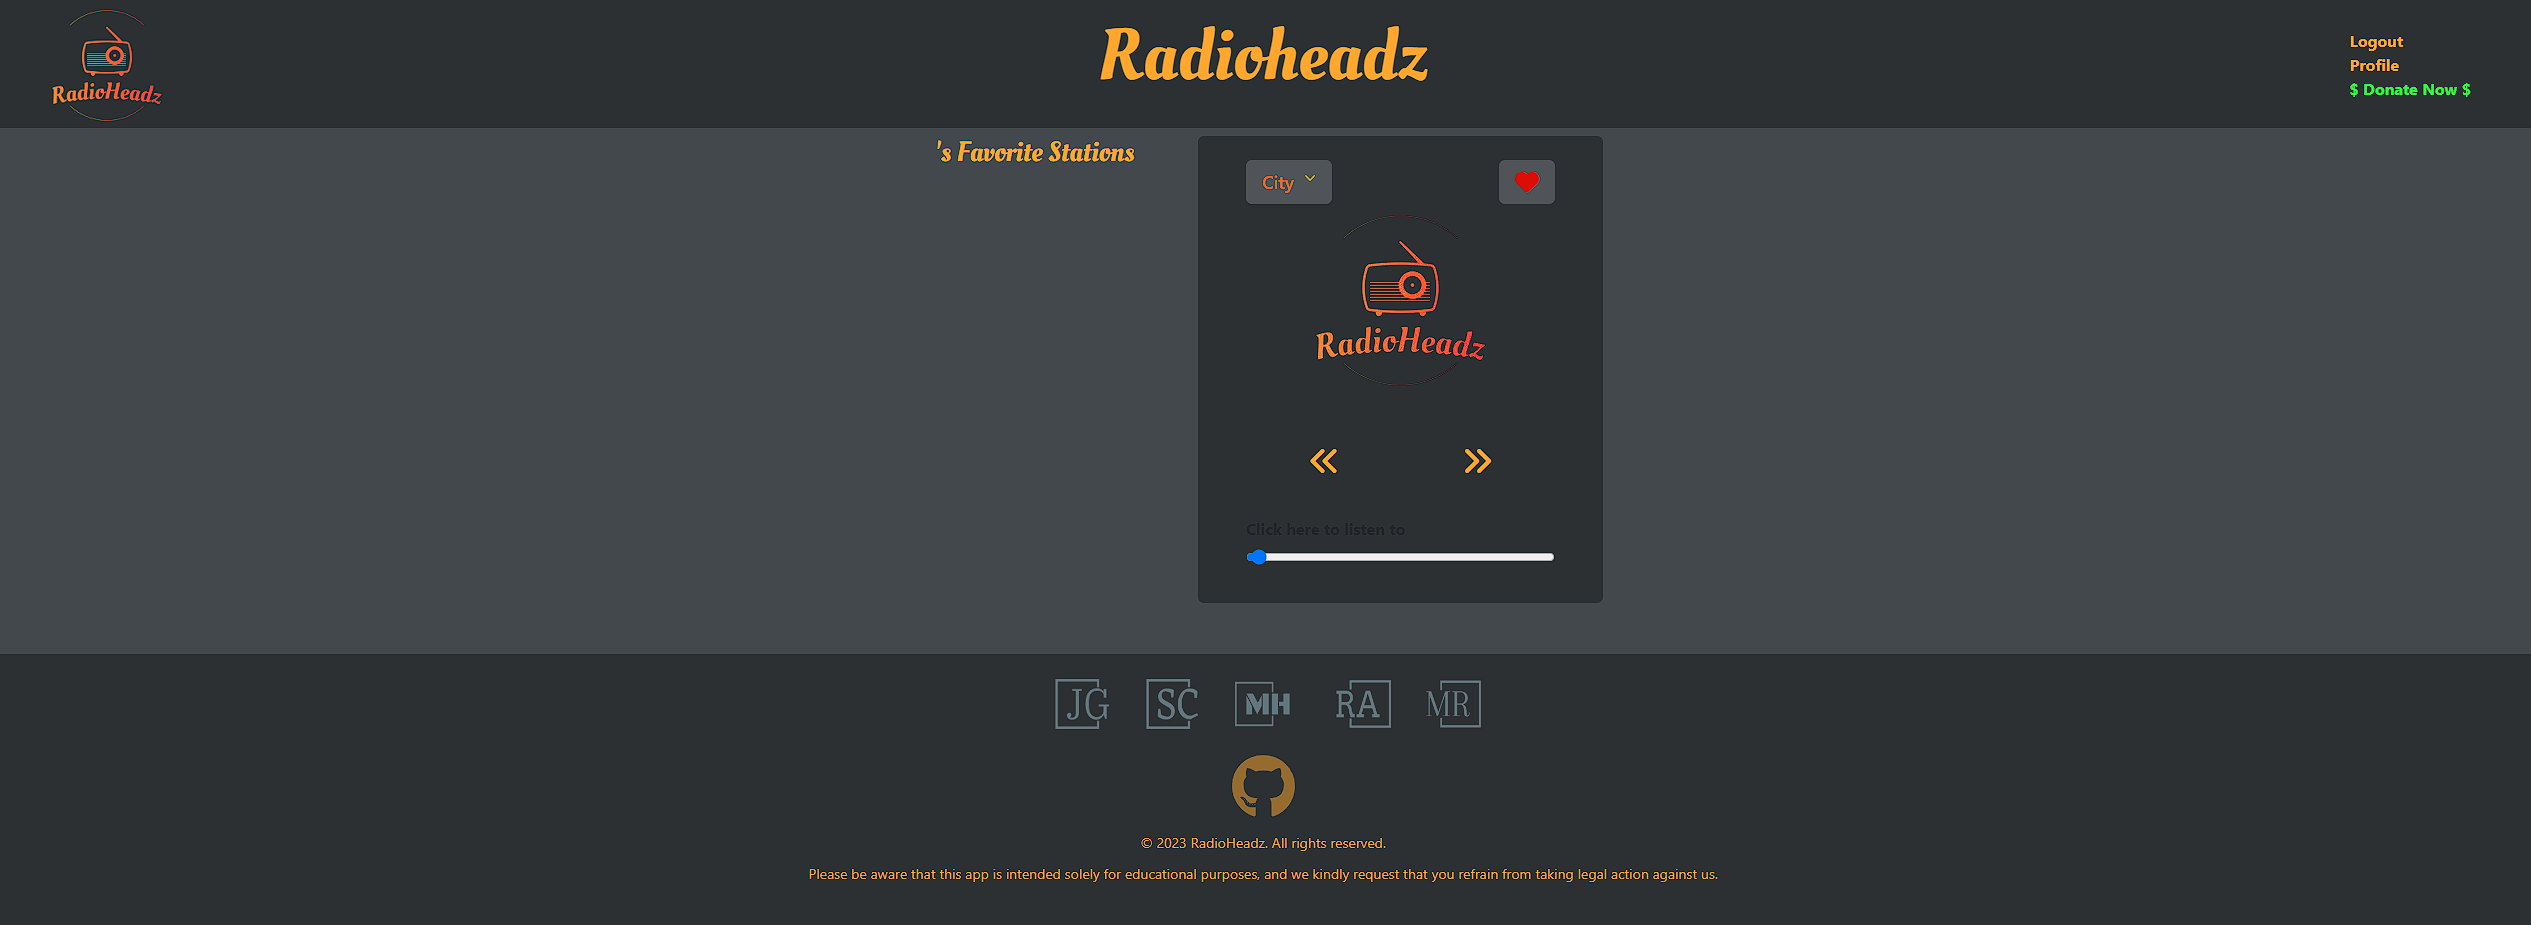 RadioHeadz
Radioheadz
Logout
Profile
$ Donate Now $
's Favorite Stations
City
RadioHeadz
Click here to listen to
JG SC MH RA MR
© 2023 RadioHeadz. All rights reserved.
Please be aware that this app is intended solely for educational purposes, and we kindly request that you refrain from taking legal action against us.